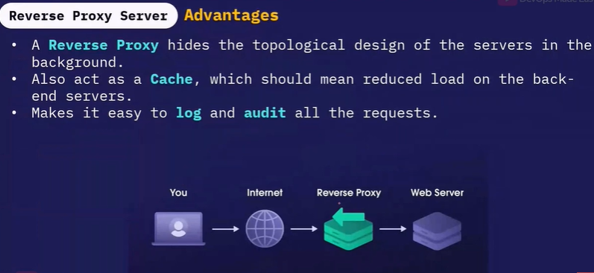 Reverse Proxy Server Advantages
• A Reverse Proxy hides the topological design of the servers in the
background.
• Also act as a Cache, which should mean reduced load on the back-
end servers.
• Makes it easy to log and audit all the requests.
You Internet Reverse Proxy Web Server